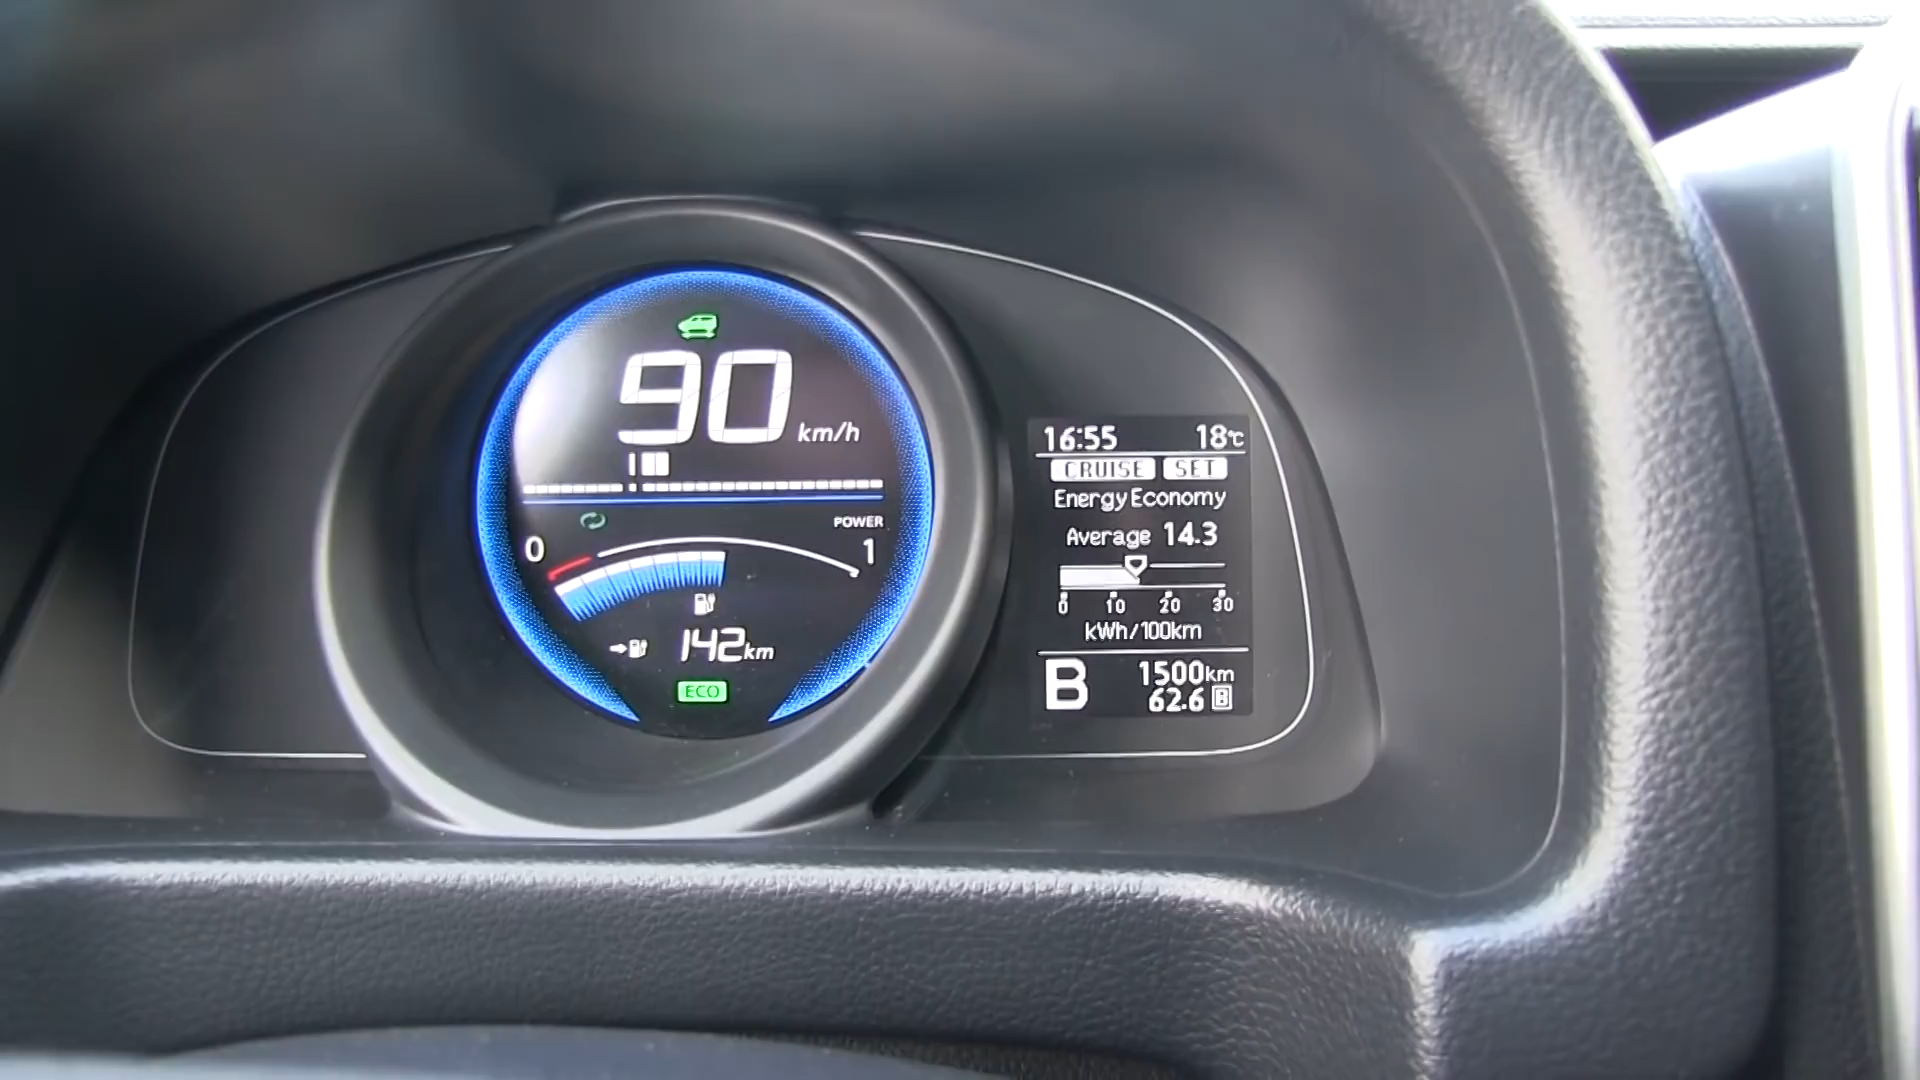 90 km/h
POWER
0 1
142km
ECO
16:55 18℃
CRUISE SET
Energy Economy
Average 14.3
0 10 20 30
kWh/100km
B 1500km
62.6 B